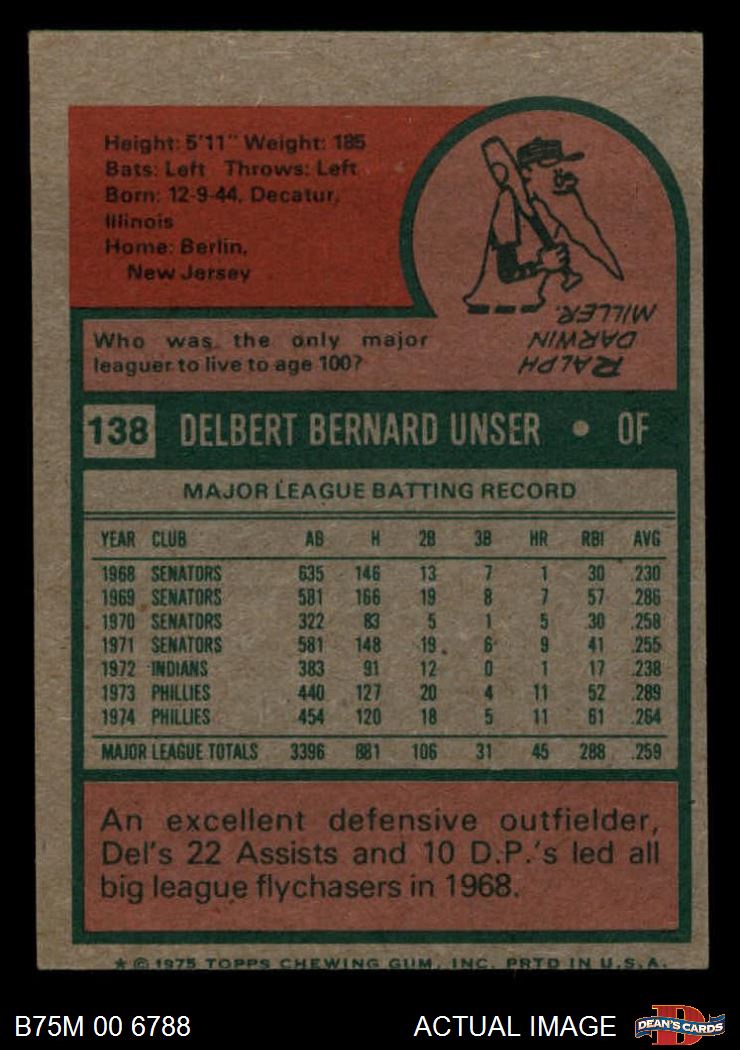 Height: 5'11" Weight: 185
Bats: Left Throws: Left
Born: 12-9-44, Decatur,
Illinois
Home: Berlin,
New Jersey
Who was the only major
leaguer to live to age 100?
RALPH
DARWIN
MILLER.
138 DELBERT BERNARD UNSER • OF
MAJOR LEAGUE BATTING RECORD
YEAR CLUB AB H 2B 3B HR RBI AVG
1968 SENATORS 635 146 13 7 1 30 .230
1969 SENATORS 581 166 19 8 7 57 .286
1970 SENATORS 322 83 5 1 5 30 .258
1971 SENATORS 581 148 19 6 9 41 .255
1972 INDIANS 383 91 12 0 1 17 .238
1973 PHILLIES 440 127 20 4 11 52 .289
1974 PHILLIES 454 120 18 5 11 61 .264
MAJOR LEAGUE TOTALS 3396 881 106 31 45 288 .259
An excellent defensive outfielder,
Del's 22 Assists and 10 D.P.'s led all
big league flychasers in 1968.
★ © 1975 TOPPS CHEWING GUM, INC. PRTD IN U.S.A.
B75M 00 6788 ACTUAL IMAGE
D
DEAN'S CARDS